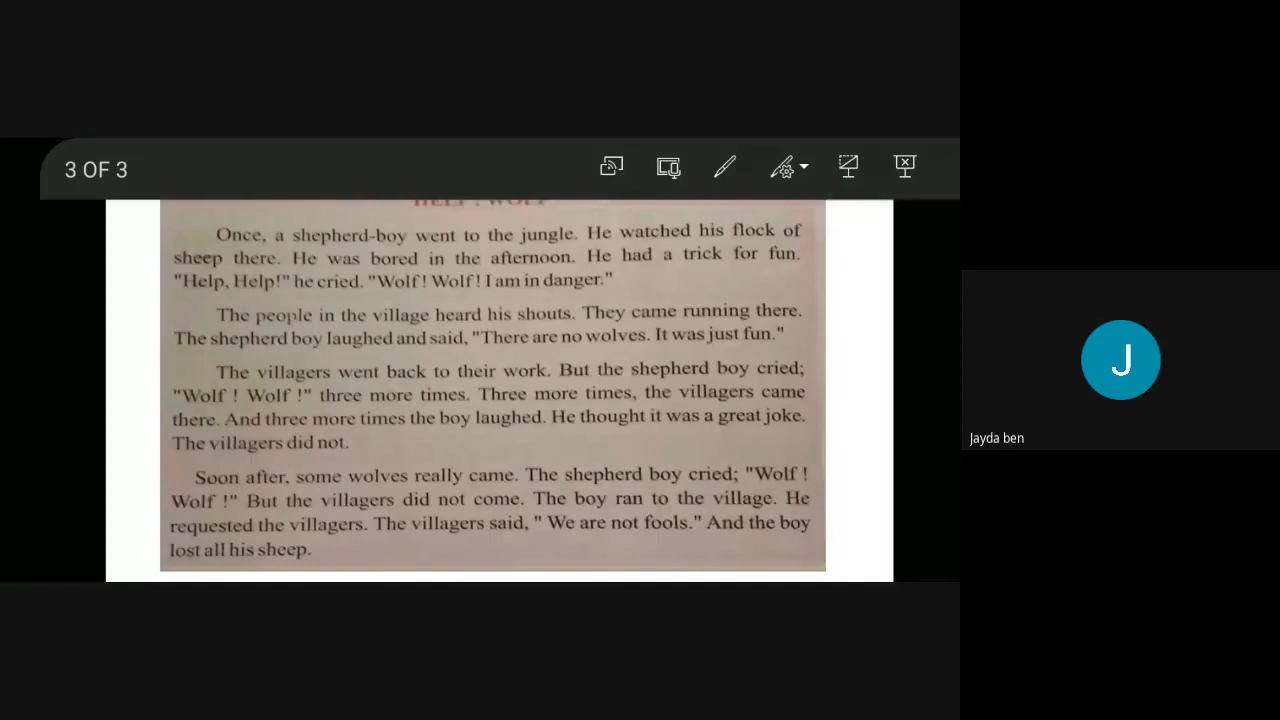 3 OF 3
HELP ! WOLF
Once, a shepherd-boy went to the jungle. He watched his flock of
sheep there. He was bored in the afternoon. He had a trick for fun.
"Help, Help!" he cried. "Wolf! Wolf! I am in danger."
The people in the village heard his shouts. They came running there.
The shepherd boy laughed and said, "There are no wolves. It was just fun."
The villagers went back to their work. But the shepherd boy cried;
"Wolf ! Wolf !" three more times. Three more times, the villagers came
there. And three more times the boy laughed. He thought it was a great joke.
The villagers did not.
Soon after, some wolves really came. The shepherd boy cried; "Wolf !
Wolf !" But the villagers did not come. The boy ran to the village. He
requested the villagers. The villagers said, " We are not fools." And the boy
lost all his sheep.
J
Jayda ben